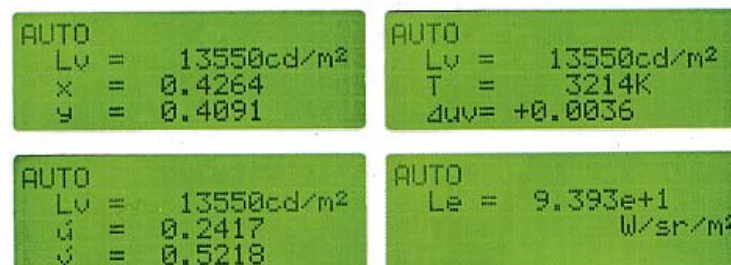 AUTO
Lv = 13550cd/m²
x = 0.4264
y = 0.4091
AUTO
Lv = 13550cd/m²
T = 3214K
⊿uv= +0.0036
AUTO
Lv = 13550cd/m²
ú = 0.2417
v́ = 0.5218
AUTO
Le = 9.393e+1
W/sr/m²